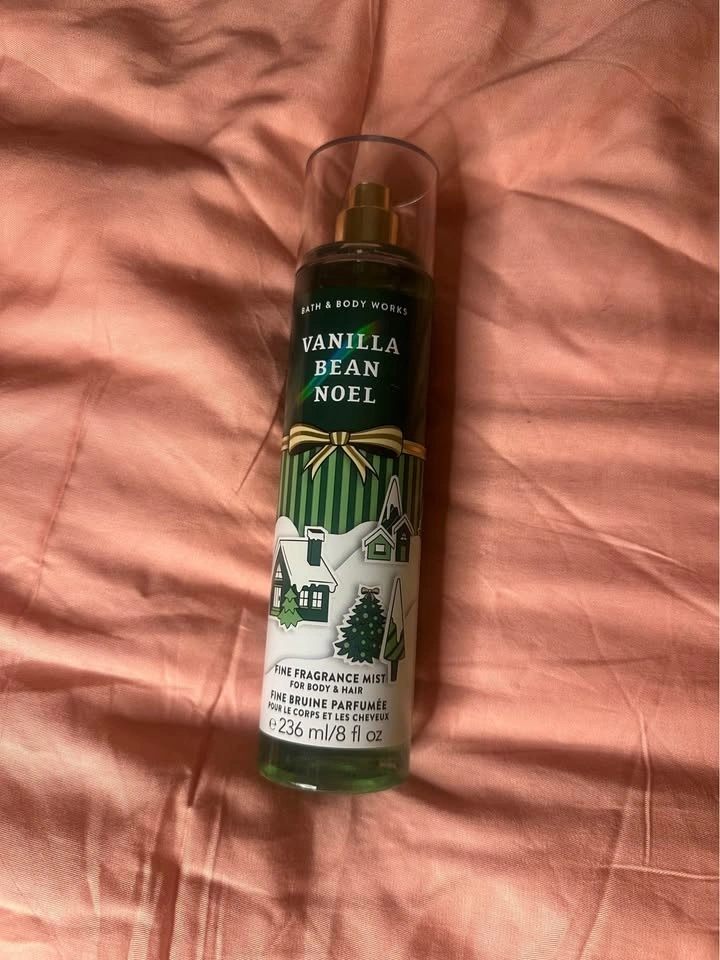 BATH & BODY WORKS
VANILLA
BEAN
NOEL
FINE FRAGRANCE MIST
FOR BODY & HAIR
FINE BRUINE PARFUMÉE
POUR LE CORPS ET LES CHEVEUX
℮ 236 ml/8 fl oz